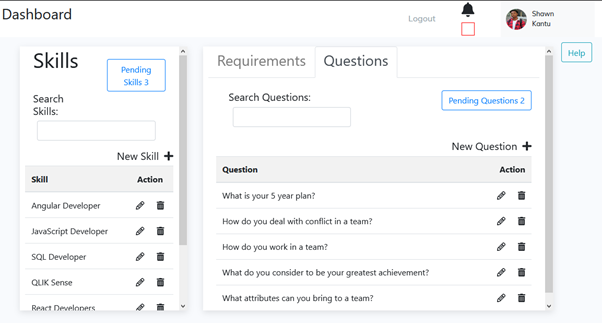 Dashboard
Logout
Shawn
Kantu
Help
Skills
Pending
Skills 3
Search
Skills:
New Skill +
Skill Action
Angular Developer
JavaScript Developer
SQL Developer
QLIK Sense
React Developers
Requirements Questions
Search Questions:
Pending Questions 2
New Question +
Question Action
What is your 5 year plan?
How do you deal with conflict in a team?
How do you work in a team?
What do you consider to be your greatest achievement?
What attributes can you bring to a team?